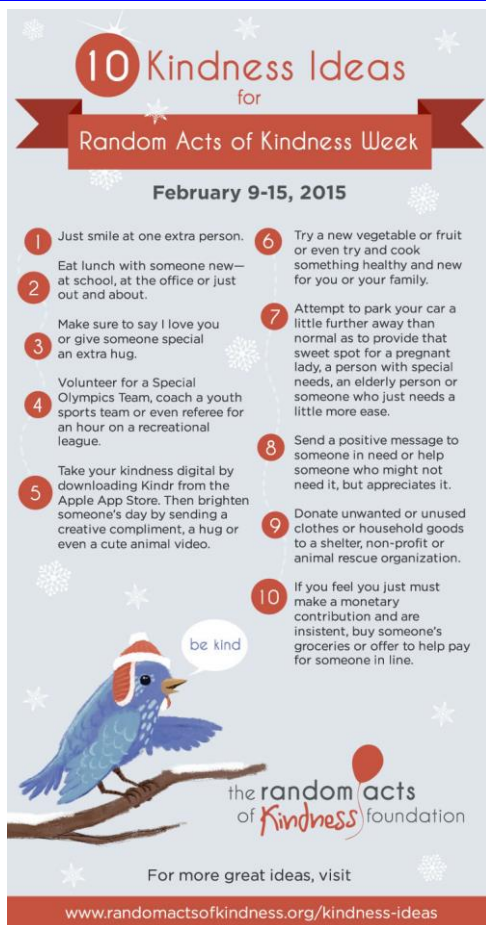 10 Kindness Ideas
for
Random Acts of Kindness Week
February 9-15, 2015
1 Just smile at one extra person.
2 Eat lunch with someone new—
at school, at the office or just
out and about.
3 Make sure to say I love you
or give someone special
an extra hug.
4 Volunteer for a Special
Olympics Team, coach a youth
sports team or even referee for
an hour on a recreational
league.
5 Take your kindness digital by
downloading Kindr from the
Apple App Store. Then brighten
someone's day by sending a
creative compliment, a hug or
even a cute animal video.
6 Try a new vegetable or fruit
or even try and cook
something healthy and new
for you or your family.
7 Attempt to park your car a
little further away than
normal as to provide that
sweet spot for a pregnant
lady, a person with special
needs, an elderly person or
someone who just needs a
little more ease.
8 Send a positive message to
someone in need or help
someone who might not
need it, but appreciates it.
9 Donate unwanted or unused
clothes or household goods
to a shelter, non-profit or
animal rescue organization.
10 If you feel you just must
make a monetary
contribution and are
insistent, buy someone's
groceries or offer to help pay
for someone in line.
be kind
the random acts
of Kindness foundation
For more great ideas, visit
www.randomactsofkindness.org/kindness-ideas